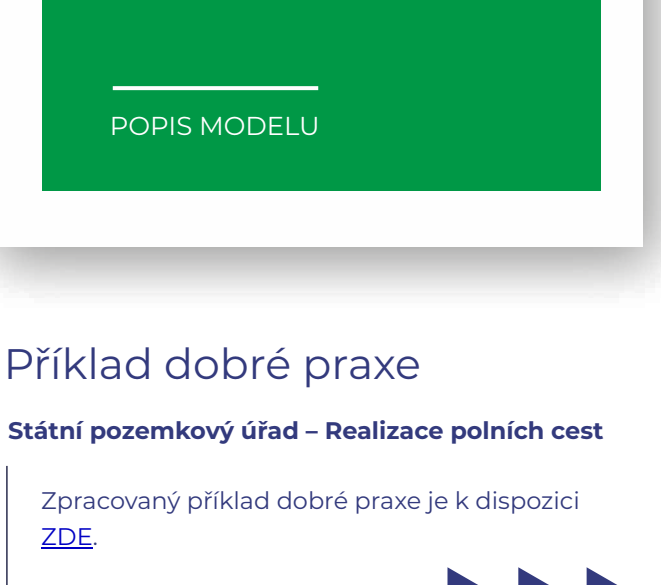 POPIS MODELU
Příklad dobré praxe
Státní pozemkový úřad – Realizace polních cest
Zpracovaný příklad dobré praxe je k dispozici
ZDE.